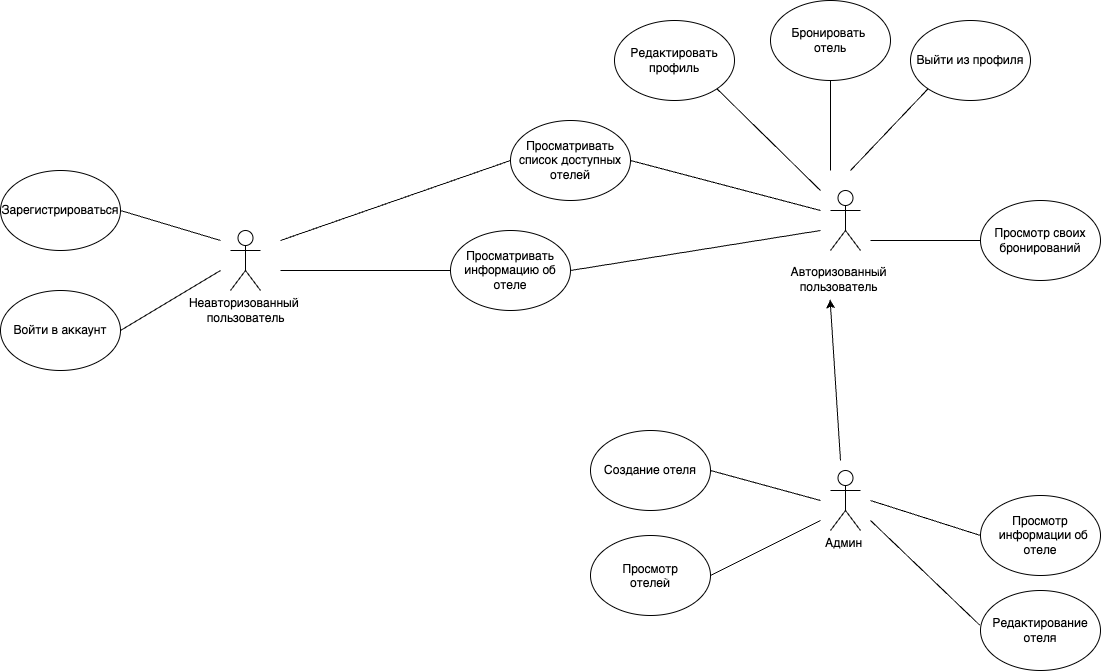 Бронировать
отель
Редактировать
профиль
Выйти из профиля
Просматривать
список доступных
отелей
Зарегистрироваться
Просмотр своих
бронирований
Просматривать
информацию об
отеле
Авторизованный
пользователь
Неавторизованный
пользователь
Войти в аккаунт
Создание отеля
Просмотр
информации об
отеле
Админ
Просмотр
отелей
Редактирование
отеля